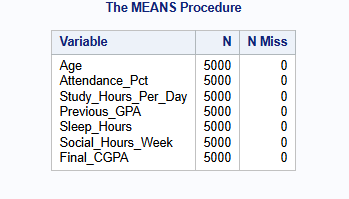 The MEANS Procedure
Variable N N Miss
Age 5000 0
Attendance_Pct 5000 0
Study_Hours_Per_Day 5000 0
Previous_GPA 5000 0
Sleep_Hours 5000 0
Social_Hours_Week 5000 0
Final_CGPA 5000 0